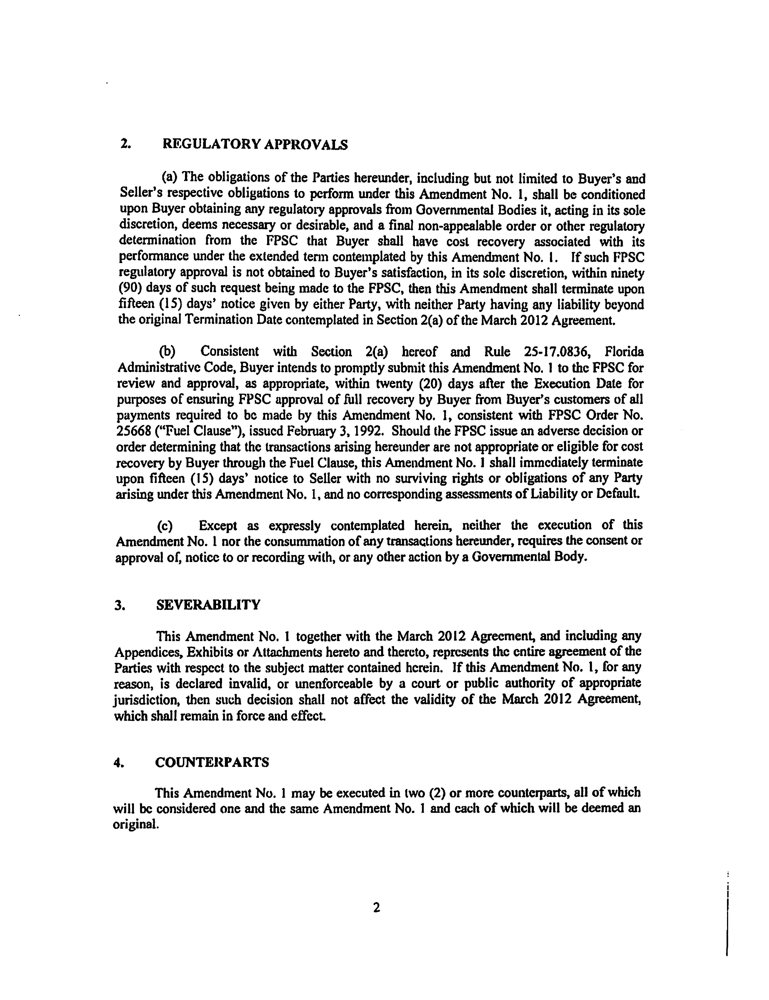 2. REGULATORY APPROVALS
(a) The obligations of the Parties hereunder, including but not limited to Buyer's and
Seller's respective obligations to perform under this Amendment No. 1, shall be conditioned
upon Buyer obtaining any regulatory approvals from Governmental Bodies it, acting in its sole
discretion, deems necessary or desirable, and a final non-appealable order or other regulatory
determination from the FPSC that Buyer shall have cost recovery associated with its
performance under the extended term contemplated by this Amendment No. 1. If such FPSC
regulatory approval is not obtained to Buyer's satisfaction, in its sole discretion, within ninety
(90) days of such request being made to the FPSC, then this Amendment shall terminate upon
fifteen (15) days' notice given by either Party, with neither Party having any liability beyond
the original Termination Date contemplated in Section 2(a) of the March 2012 Agreement.
(b) Consistent with Section 2(a) hereof and Rule 25-17.0836, Florida
Administrative Code, Buyer intends to promptly submit this Amendment No. 1 to the FPSC for
review and approval, as appropriate, within twenty (20) days after the Execution Date for
purposes of ensuring FPSC approval of full recovery by Buyer from Buyer's customers of all
payments required to be made by this Amendment No. 1, consistent with FPSC Order No.
25668 ("Fuel Clause"), issued February 3, 1992. Should the FPSC issue an adverse decision or
order determining that the transactions arising hereunder are not appropriate or eligible for cost
recovery by Buyer through the Fuel Clause, this Amendment No. 1 shall immediately terminate
upon fifteen (15) days' notice to Seller with no surviving rights or obligations of any Party
arising under this Amendment No. 1, and no corresponding assessments of Liability or Default.
(c) Except as expressly contemplated herein, neither the execution of this
Amendment No. 1 nor the consummation of any transactions hereunder, requires the consent or
approval of, notice to or recording with, or any other action by a Governmental Body.
3. SEVERABILITY
This Amendment No. 1 together with the March 2012 Agreement, and including any
Appendices, Exhibits or Attachments hereto and thereto, represents the entire agreement of the
Parties with respect to the subject matter contained herein. If this Amendment No. 1, for any
reason, is declared invalid, or unenforceable by a court or public authority of appropriate
jurisdiction, then such decision shall not affect the validity of the March 2012 Agreement,
which shall remain in force and effect.
4. COUNTERPARTS
This Amendment No. 1 may be executed in two (2) or more counterparts, all of which
will be considered one and the same Amendment No. 1 and each of which will be deemed an
original.
2